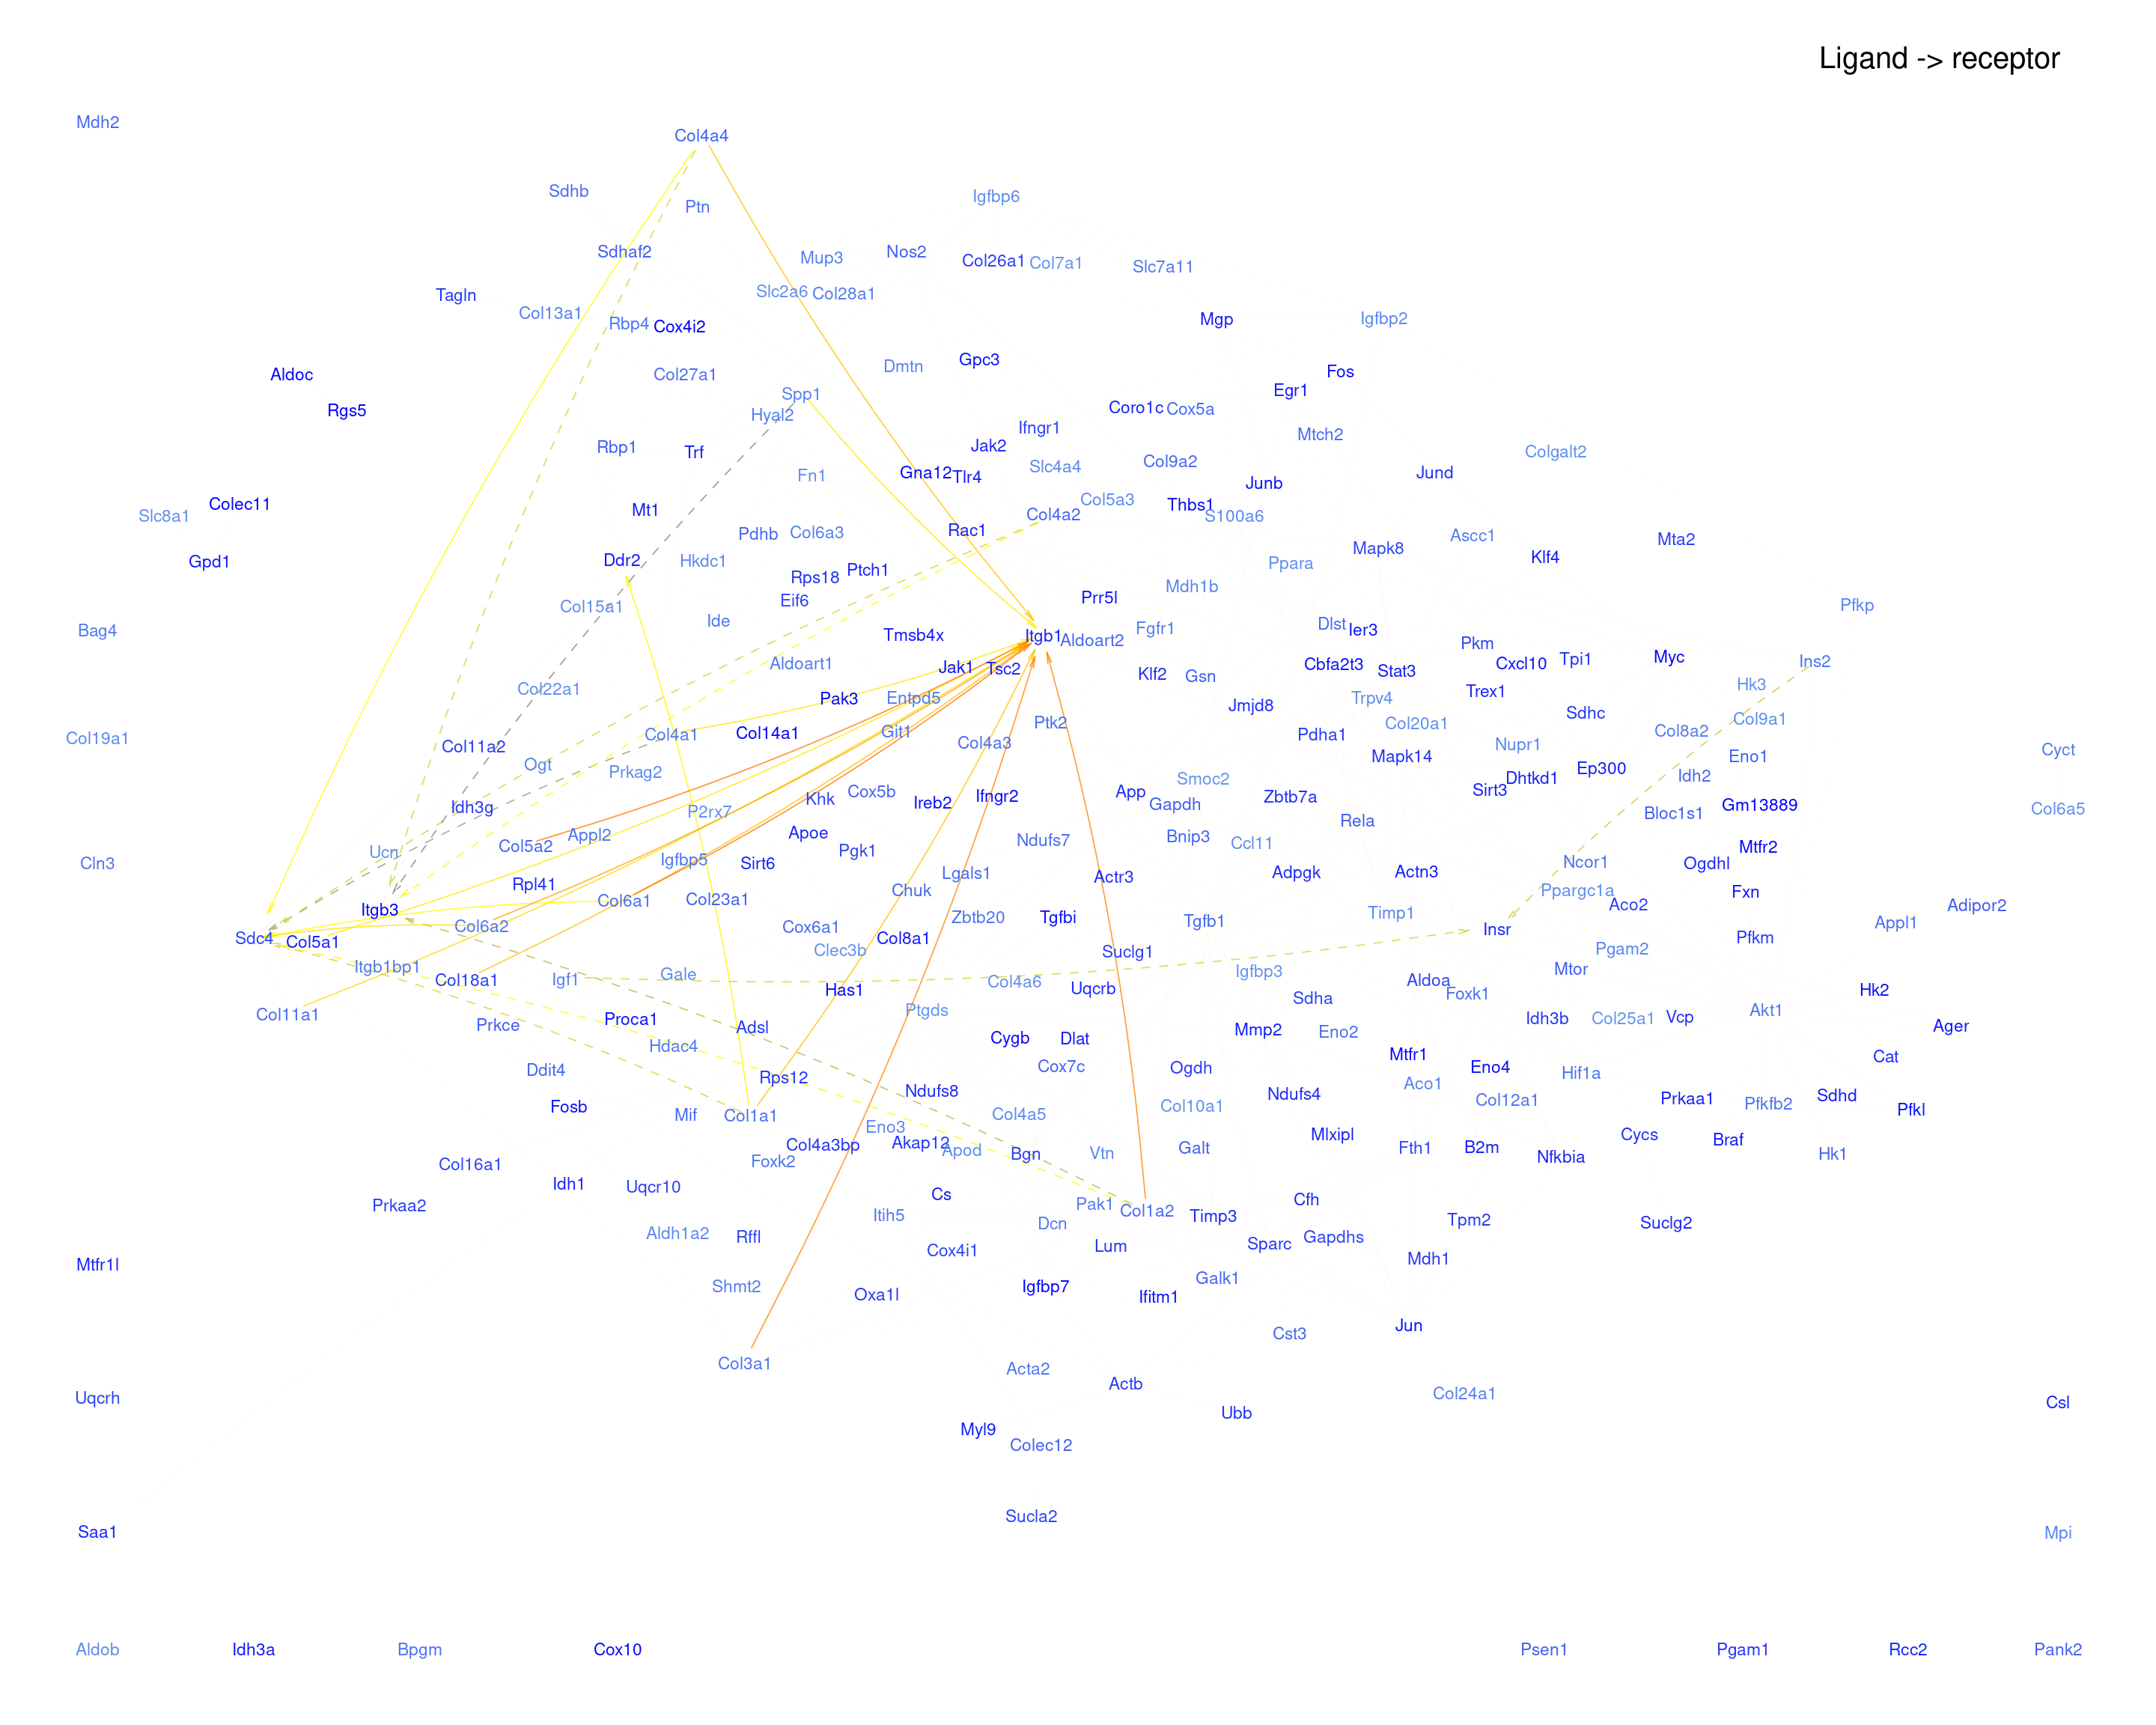 Ligand -> receptor
Mdh2
Col4a4
Sdhb
Igfbp6
Ptn
Sdhaf2
Mup3
Nos2
Col26a1
Col7a1
Slc7a11
Tagln
Slc2a6
Col28a1
Col13a1
Rbp4
Cox4i2
Mgp
Igfbp2
Aldoc
Col27a1
Dmtn
Gpc3
Fos
Egr1
Rgs5
Spp1
Hyal2
Coro1c
Cox5a
Ifngr1
Mtch2
Rbp1
Trf
Jak2
Colgalt2
Fn1
Gna12
Tlr4
Slc4a4
Col9a2
Junb
Jund
Slc8a1
Colec11
Mt1
Col4a2
Col5a3
Thbs1
S100a6
Rac1
Pdhb
Col6a3
Mapk8
Ascc1
Mta2
Gpd1
Ddr2
Hkdc1
Rps18
Ptch1
Ppara
Klf4
Col15a1
Eif6
Prr5l
Mdh1b
Pfkp
Bag4
Ide
Tmsb4x
Itgb1
Aldoart2
Fgfr1
Dlst
Ier3
Pkm
Aldoart1
Jak1
Tsc2
Klf2
Gsn
Cbfa2t3
Stat3
Cxcl10
Tpi1
Myc
Ins2
Col22a1
Pak3
Entpd5
Jmjd8
Trpv4
Trex1
Hk3
Col19a1
Col11a2
Col4a1
Col14a1
Git1
Col4a3
Ptk2
Pdha1
Col20a1
Sdhc
Col8a2
Col9a1
Cyct
Ogt
Prkag2
Smoc2
Mapk14
Nupr1
Dhtkd1
Ep300
Idh2
Eno1
Idh3g
P2rx7
Khk
Cox5b
Ireb2
Ifngr2
App
Gapdh
Zbtb7a
Sirt3
Bloc1s1
Gm13889
Col6a5
Cln3
Ucn
Col5a2
Appl2
Igfbp5
Sirt6
Apoe
Pgk1
Ndufs7
Bnip3
Ccl11
Rela
Ncor1
Ogdhl
Mtfr2
Rpl41
Chuk
Lgals1
Actr3
Adpgk
Actn3
Ppargc1a
Fxn
Itgb3
Col6a1
Col23a1
Zbtb20
Tgfbi
Tgfb1
Timp1
Aco2
Adipor2
Sdc4
Col5a1
Col6a2
Cox6a1
Col8a1
Clec3b
Suclg1
Insr
Pfkm
Appl1
Itgb1bp1
Col18a1
Igf1
Gale
Has1
Col4a6
Uqcrb
Igfbp3
Aldoa
Foxk1
Mtor
Pgam2
Hk2
Col11a1
Prkce
Proca1
Adsl
Ptgds
Sdha
Idh3b
Col25a1
Vcp
Akt1
Ager
Hdac4
Cygb
Dlat
Mmp2
Eno2
Ddit4
Rps12
Cox7c
Ogdh
Mtfr1
Eno4
Hif1a
Cat
Fosb
Mif
Col1a1
Ndufs8
Col4a5
Col10a1
Ndufs4
Aco1
Col12a1
Prkaa1
Pfkfb2
Sdhd
Pfkl
Eno3
Col4a3bp
Akap12
Apod
Bgn
Vtn
Galt
Mlxipl
Fth1
B2m
Nfkbia
Cycs
Braf
Hk1
Col16a1
Idh1
Uqcr10
Foxk2
Cs
Prkaa2
Itih5
Dcn
Pak1
Col1a2
Timp3
Cfh
Tpm2
Suclg2
Mtfr1l
Aldh1a2
Rffl
Cox4i1
Lum
Sparc
Gapdhs
Mdh1
Shmt2
Oxa1l
Igfbp7
Ifitm1
Galk1
Jun
Col3a1
Acta2
Cst3
Uqcrh
Actb
Ubb
Col24a1
Csl
Myl9
Colec12
Saa1
Sucla2
Mpi
Aldob
Idh3a
Bpgm
Cox10
Psen1
Pgam1
Rcc2
Pank2